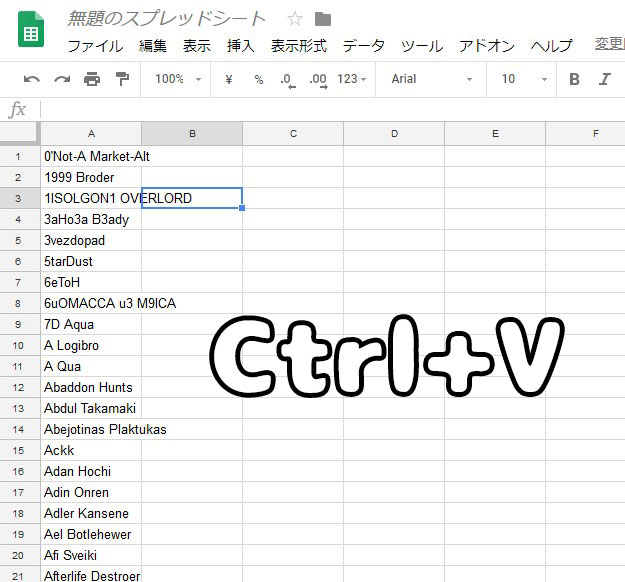 無題のスプレッドシート
ファイル 編集 表示 挿入 表示形式 データ ツール アドオン ヘルプ 変更
100% ¥ % .0 .00 123 Arial 10 B I
fx
A B C D E F
1 0'Not-A Market-Alt
2 1999 Broder
3 1ISOLGON1 OVERLORD
4 3aHo3a B3ady
5 3vezdopad
6 5tarDust
7 6eToH
8 6uOMACCA u3 M9ICA
9 7D Aqua
10 A Logibro
11 A Qua
12 Abaddon Hunts
13 Abdul Takamaki
14 Abejotinas Plaktukas
15 Ackk
16 Adan Hochi
17 Adin Onren
18 Adler Kansene
19 Ael Botlehewer
20 Afi Sveiki
21 Afterlife Destroer
Ctrl+V